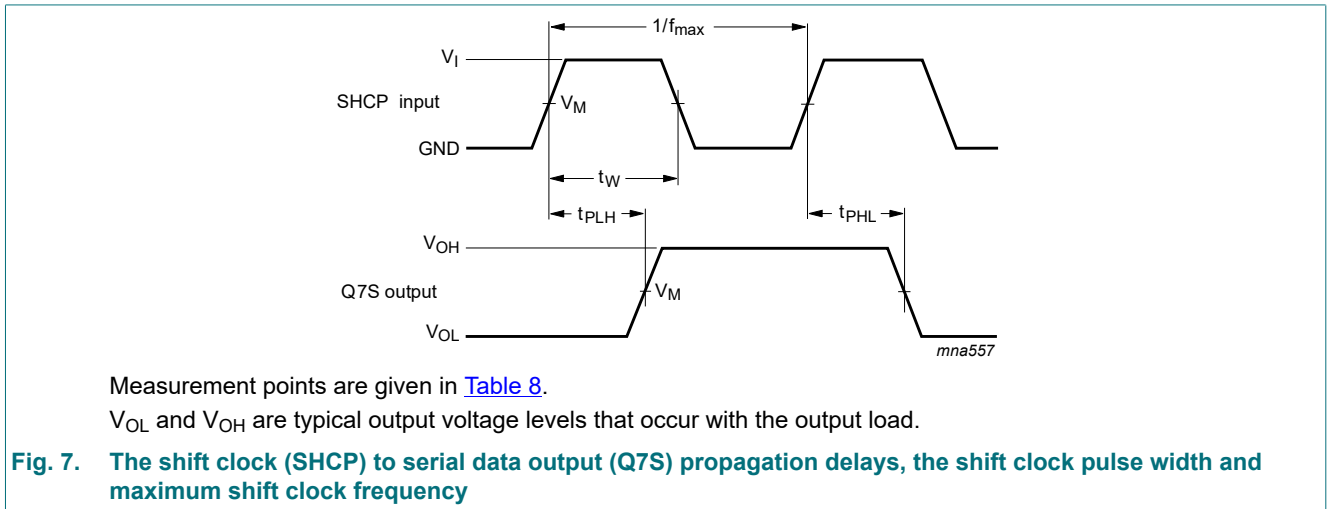 1/fmax
VI
SHCP input
VM
GND
tW
tPLH
tPHL
VOH
Q7S output
VM
VOL
mna557
Measurement points are given in Table 8.
VOL and VOH are typical output voltage levels that occur with the output load.
Fig. 7. The shift clock (SHCP) to serial data output (Q7S) propagation delays, the shift clock pulse width and
maximum shift clock frequency